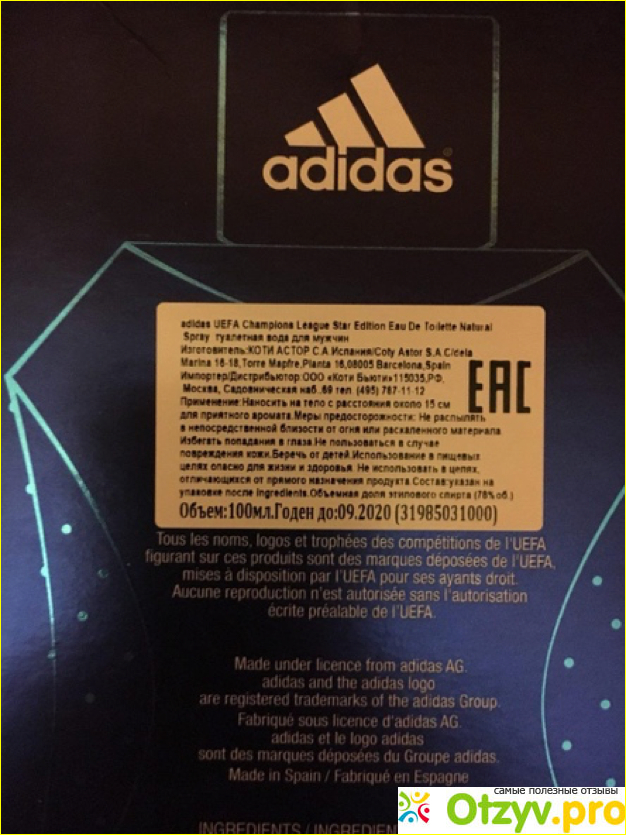 adidas
adidas UEFA Champions League Star Edition Eau De Toilette Natural
Spray туалетная вода для мужчин
Изготовитель:КОТИ АСТОР С.А.Испания/Coty Astor S.A C/dela
Marina 16-18,Torre Mapfre,Planta 16,08005 Barcelona,Spain
Импортер/Дистрибьютор:ООО «Коти Бьюти»115035,РФ,
Москва, Садовническая наб.69 тел. (495) 787-11-12
EAC
Применение:Наносить на тело с расстояния около 15 см
для приятного аромата.Меры предосторожности: Не распылять
в непосредственной близости от огня или раскаленного материала
Избегать попадания в глаза.Не пользоваться в случае
повреждения кожи.Беречь от детей.Использование в пищевых
целях опасно для жизни и здоровья. Не использовать в целях,
отличающихся от прямого назначения продукта Состав:указан на
упаковке после Ingredients.Объемная доля этилового спирта (78% об.)
Объем:100мл.Годен до:09.2020 (31985031000)
Tous les noms, logos et trophées des compétitions de l'UEFA
figurant sur ces produits sont des marques déposées de l'UEFA,
mises à disposition par l'UEFA pour ses ayants droit.
Aucune reproduction n'est autorisée sans l'autorisation
écrite préalable de l'UEFA.
Made under licence from adidas AG.
adidas and the adidas logo
are registered trademarks of the adidas Group.
Fabriqué sous licence d'adidas AG.
adidas et le logo adidas
sont des marques déposées du Groupe adidas.
Made in Spain / Fabriqué en Espagne
INGREDIENTS / INGREDIEN
самые полезные отзывы
Otzyv.pro